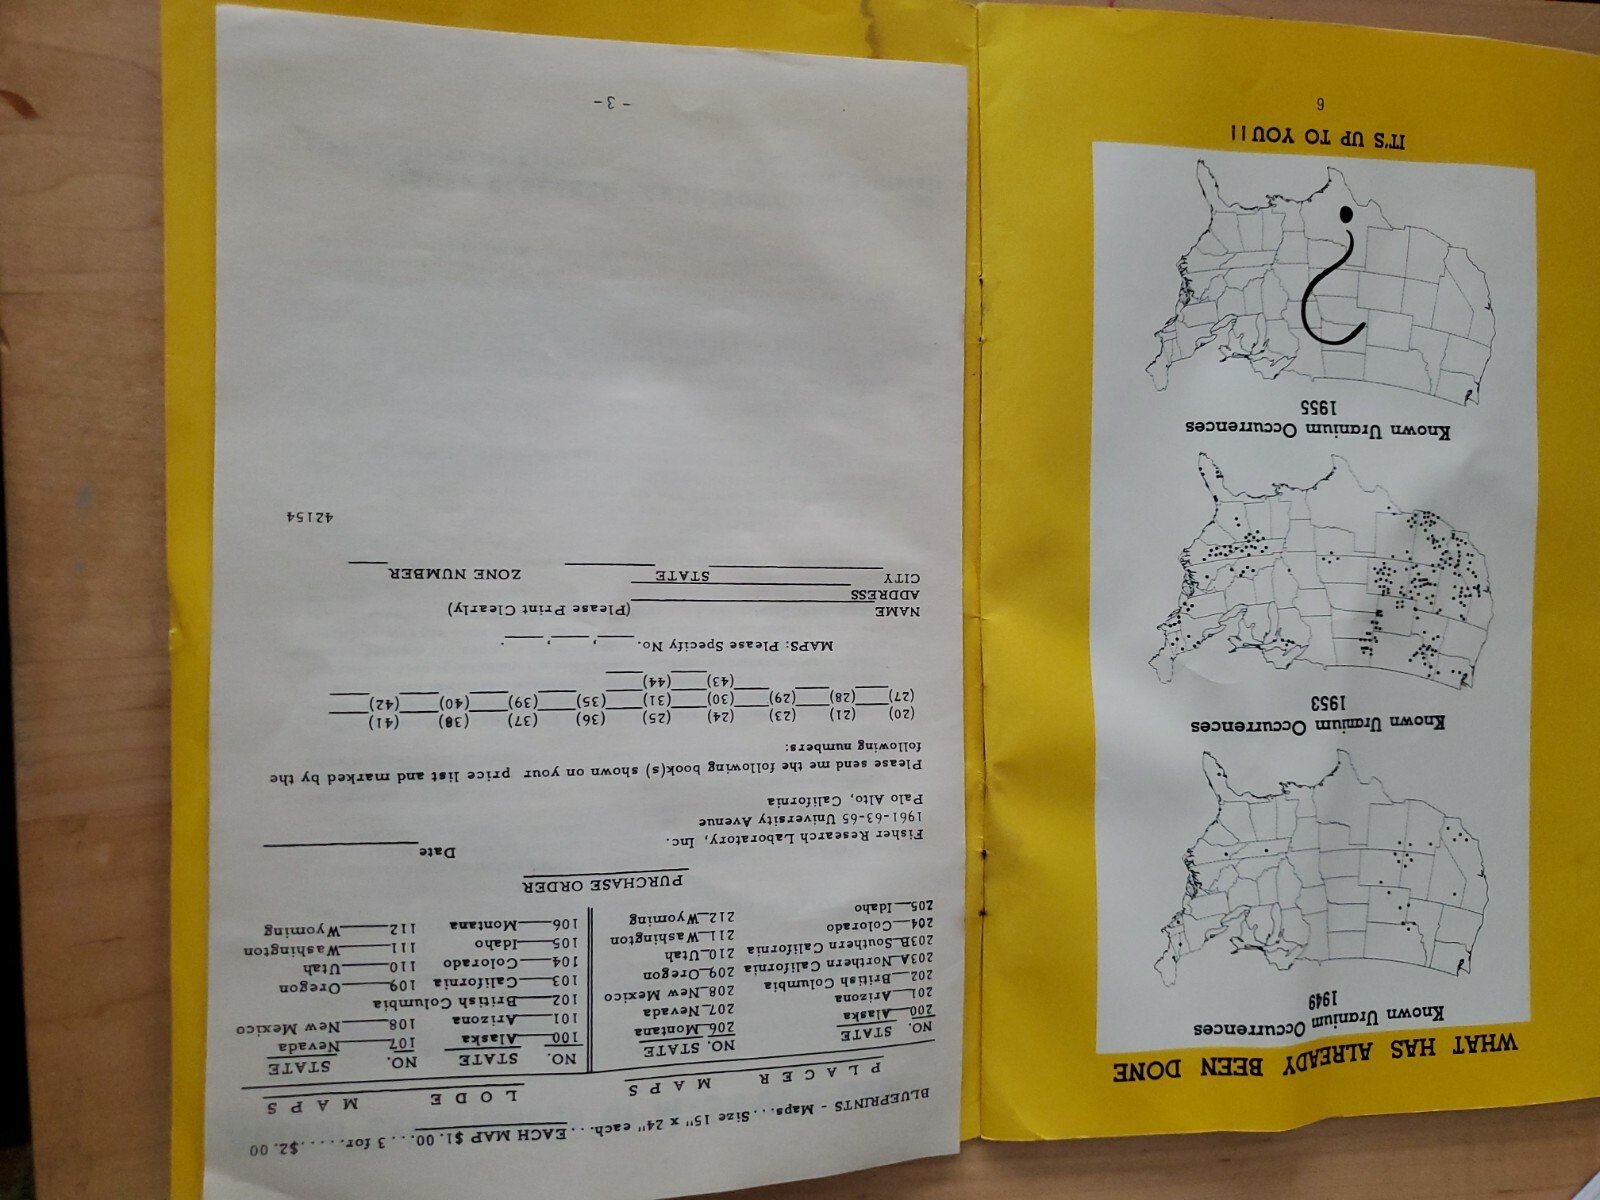 WHAT HAS ALREADY BEEN DONE
Known Uranium Occurrences
1949
Known Uranium Occurrences
1953
Known Uranium Occurrences
1955
?
IT'S UP TO YOU!!
6
BLUEPRINTS - Maps....Size 15" x 24" each....EACH MAP $1.00....3 for.......$2.00
PLACER MAPS LODE MAPS
NO. STATE NO. STATE NO. STATE NO. STATE
200 Alaska 206 Montana 100 Alaska 107 Nevada
201 Arizona 207 Nevada 101 Arizona 108 New Mexico
202 British Columbia 208 New Mexico 102 British Columbia
203A Northern California 209 Oregon 103 California 109 Oregon
203B Southern California 210 Utah 104 Colorado 110 Utah
204 Colorado 211 Washington 105 Idaho 111 Washington
205 Idaho 212 Wyoming 106 Montana 112 Wyoming
PURCHASE ORDER
Date
Fisher Research Laboratory, Inc.
1961-63-65 University Avenue
Palo Alto, California
Please send me the following book(s) shown on your price list and marked by the
following numbers:
(20) (21) (23) (24) (25) (36) (37) (38) (41)
(27) (28) (29) (30) (31) (35) (39) (40) (42)
(43) (44)
MAPS: Please Specify No. , , .
NAME (Please Print Clearly)
ADDRESS
CITY STATE ZONE NUMBER
42154
- 3 -